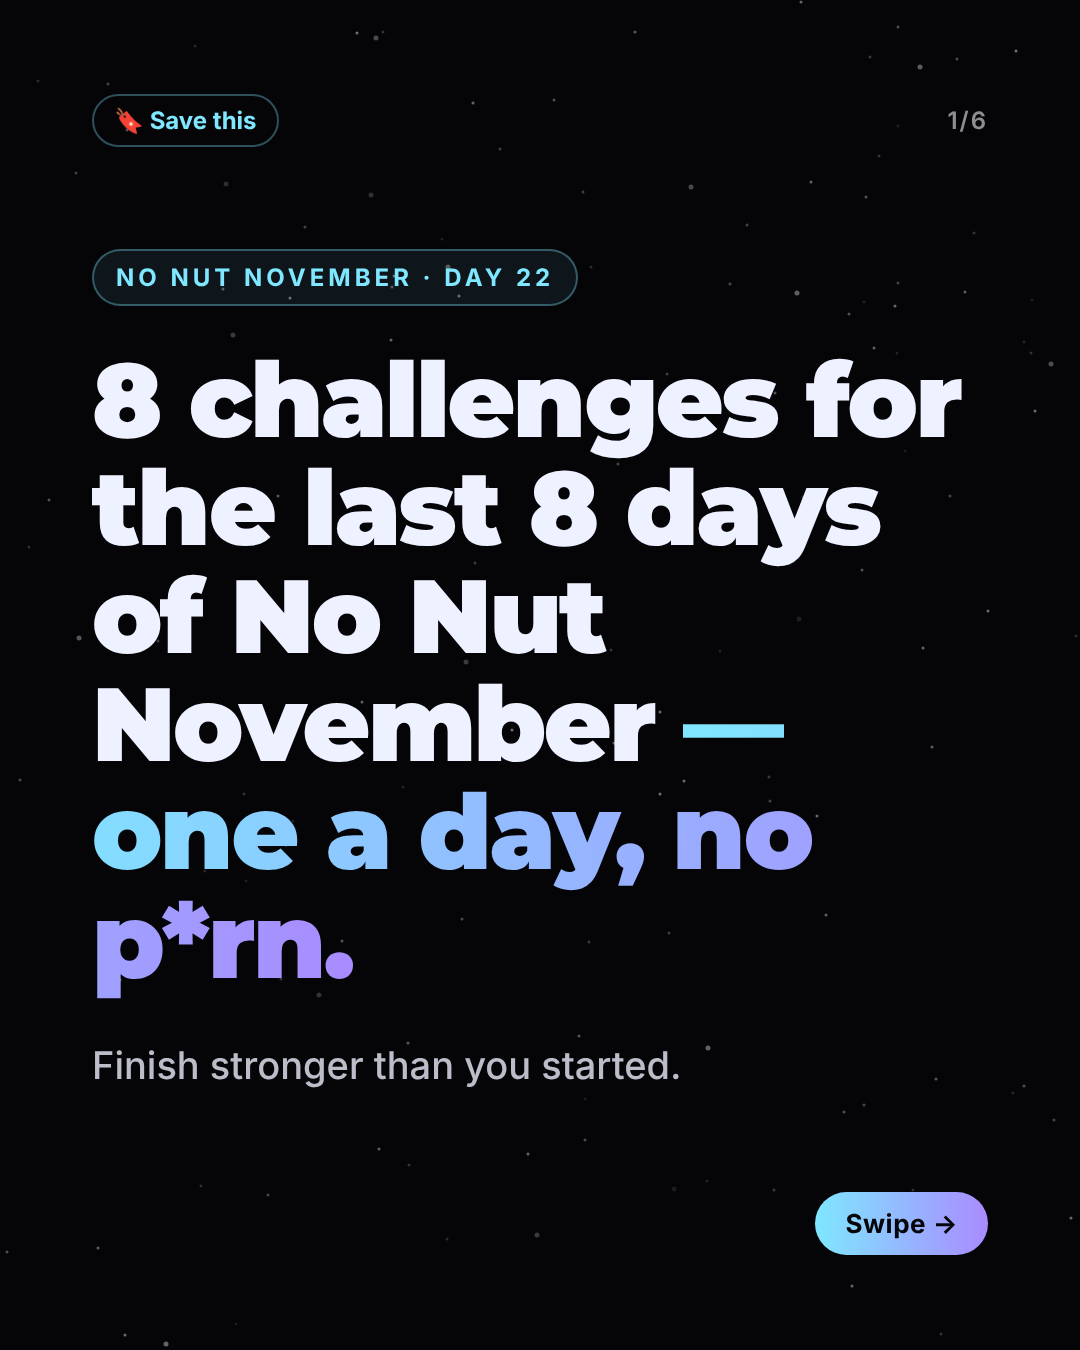 🔖 Save this
1/6
NO NUT NOVEMBER · DAY 22
8 challenges for
the last 8 days
of No Nut
November —
one a day, no
p*rn.
Finish stronger than you started.
Swipe →